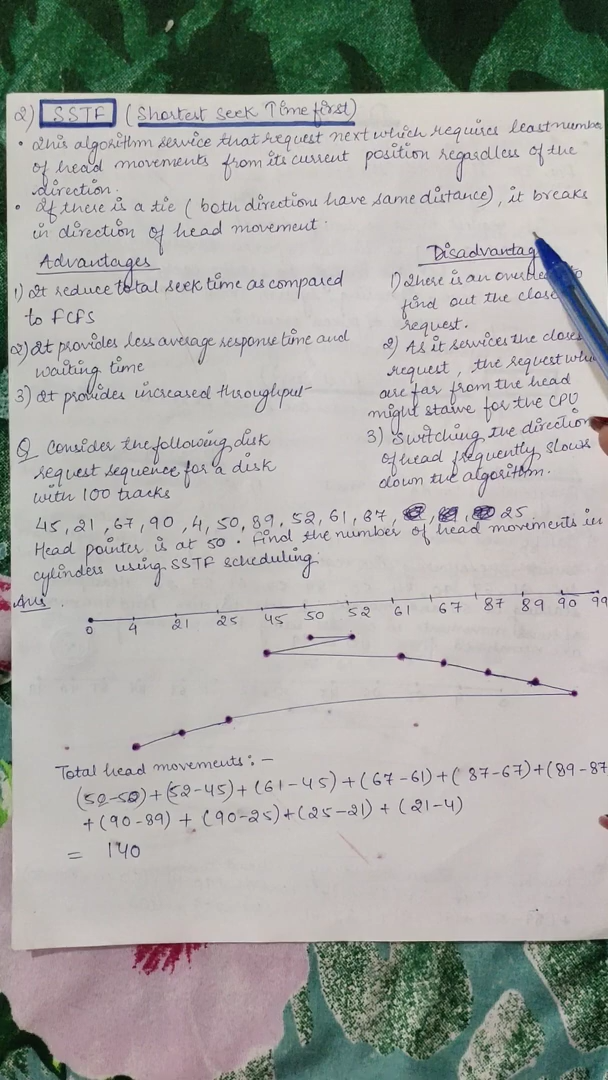 2) SSTF (Shortest Seek Time first)
• This algorithm service that request next which requires least numbe
of head movements from its current position regardless of the
direction.
• If there is a tie (both directions have same distance), it breaks
in direction of head movement.
Advantages
1) It reduce total seek time as compared
to FCFS
2) It provides less average response time and
waiting time
3) It provides increased throughput
Disadvantag
1) There is an
find out the close
request.
2) As it services the closes
request, the request whi
are far from the head
might starve for the CPU
3) Switching the direction
of head frequently slows
down the algorithm.
Q Consider the following disk
request sequence for a disk
with 100 tracks
45, 21, 67, 90, 4, 50, 89, 52, 61, 87, 25
Head pointer is at 50. Find the number of head movements in
cylinders using SSTF scheduling.
Ans
0 4 21 25 45 50 52 61 67 87 89 90 99
Total head movements:-
(52-50)+(52-45)+(61-45)+(67-61)+(87-67)+(89-87
+(90-89)+(90-25)+(25-21)+(21-4)
= 140